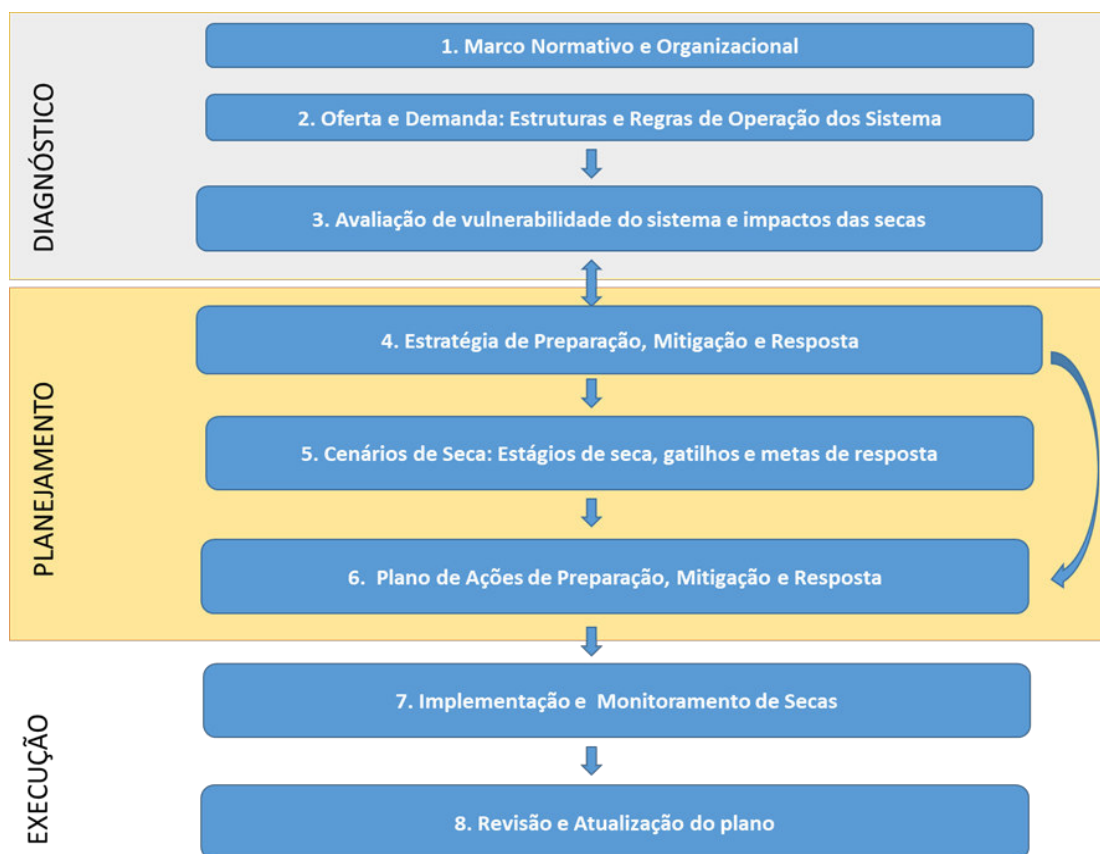 DIAGNÓSTICO
1. Marco Normativo e Organizacional
2. Oferta e Demanda: Estruturas e Regras de Operação dos Sistema
3. Avaliação de vulnerabilidade do sistema e impactos das secas
PLANEJAMENTO
4. Estratégia de Preparação, Mitigação e Resposta
5. Cenários de Seca: Estágios de seca, gatilhos e metas de resposta
6. Plano de Ações de Preparação, Mitigação e Resposta
EXECUÇÃO
7. Implementação e Monitoramento de Secas
8. Revisão e Atualização do plano